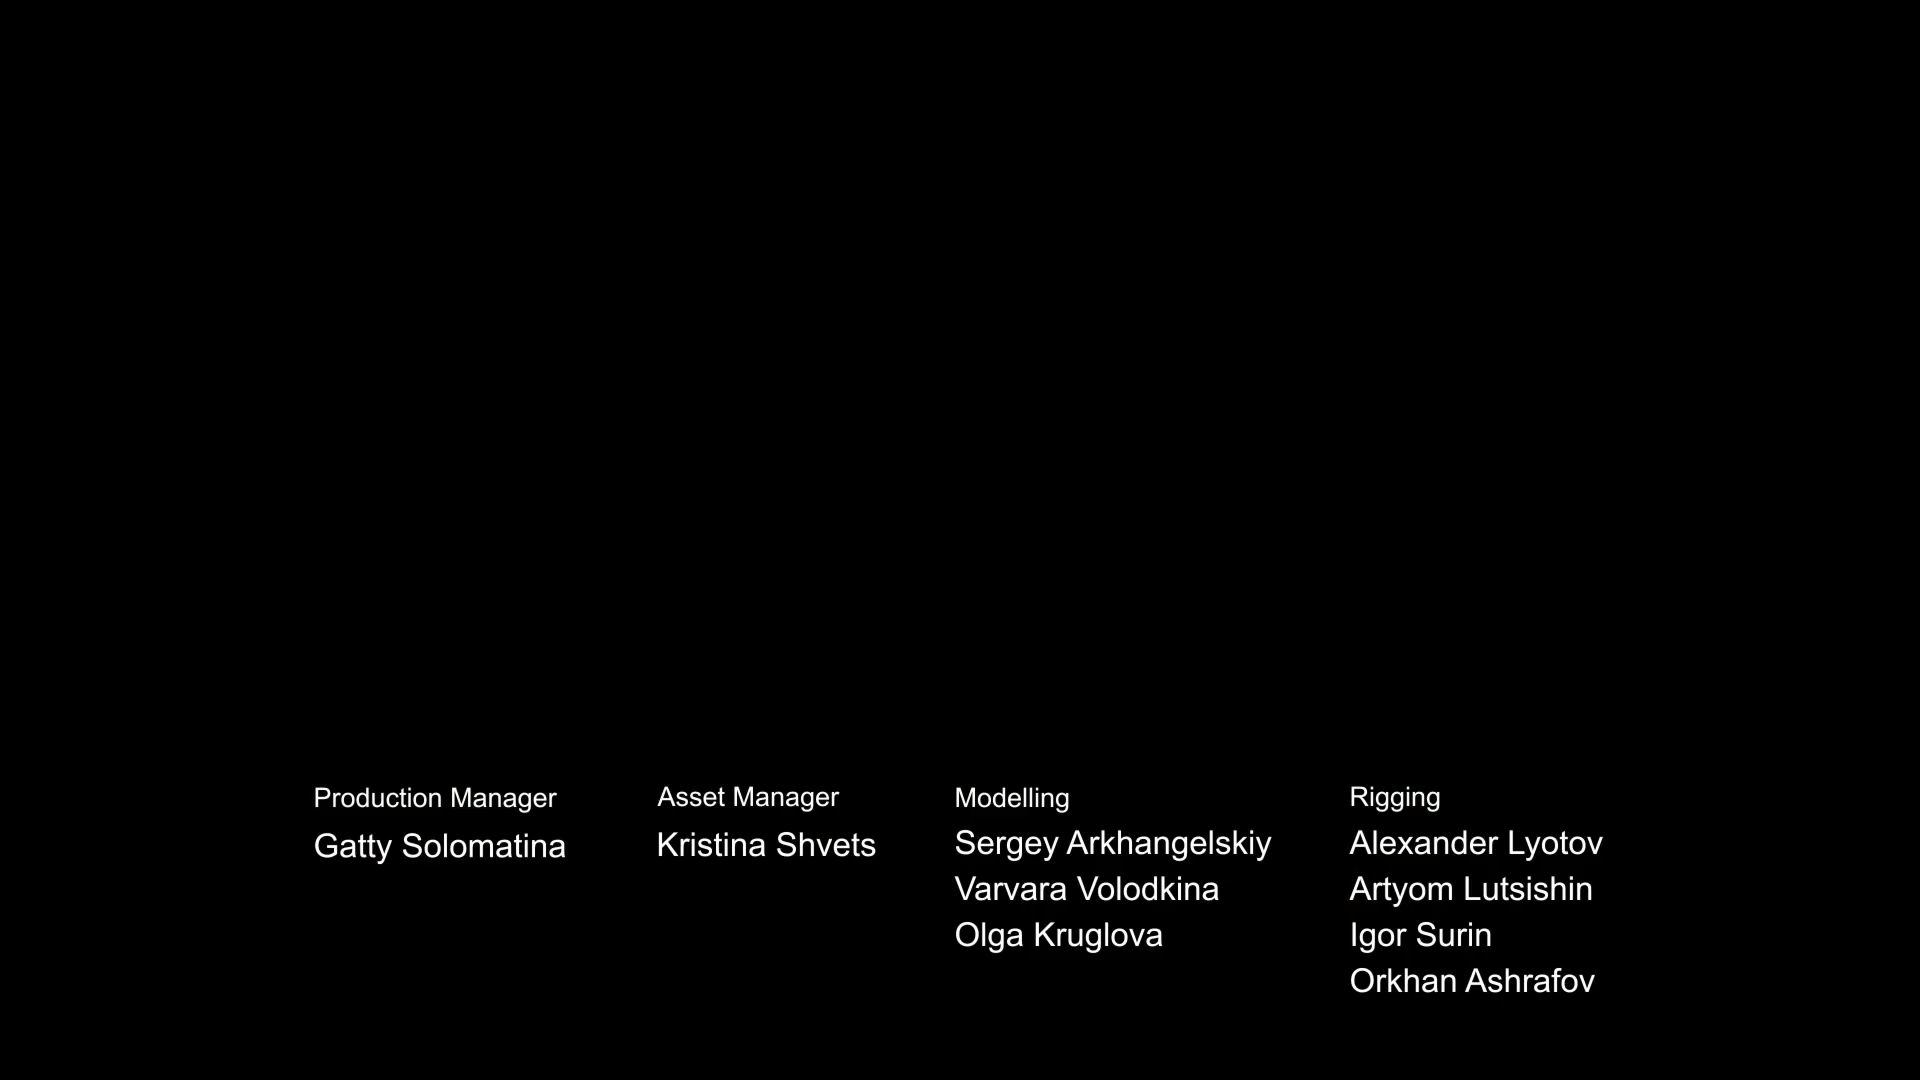 Production Manager
Gatty Solomatina
Asset Manager
Kristina Shvets
Modelling
Sergey Arkhangelskiy
Varvara Volodkina
Olga Kruglova
Rigging
Alexander Lyotov
Artyom Lutsishin
Igor Surin
Orkhan Ashrafov